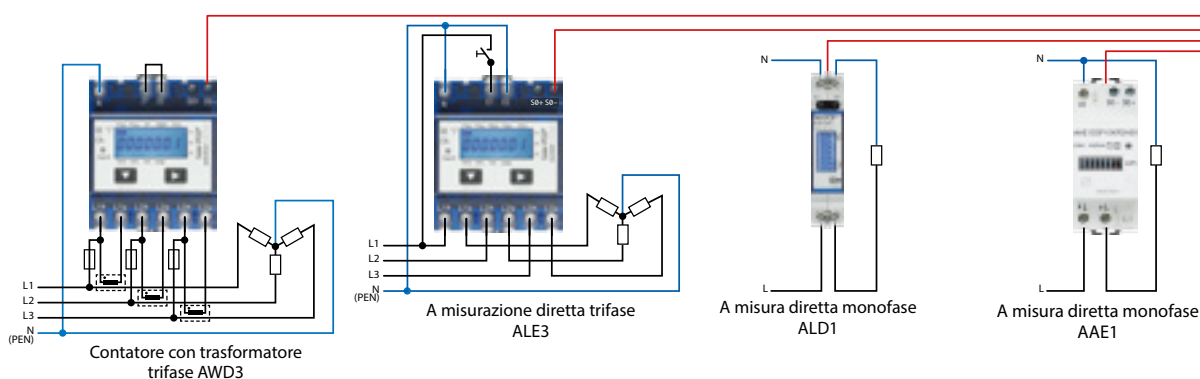 N
N
N
S0+ S0-
L1
L2
L3
N
(PEN)
L1
L2
L3
N
(PEN)
L
L
Contatore con trasformatore
trifase AWD3
A misurazione diretta trifase
ALE3
A misura diretta monofase
ALD1
A misura diretta monofase
AAE1